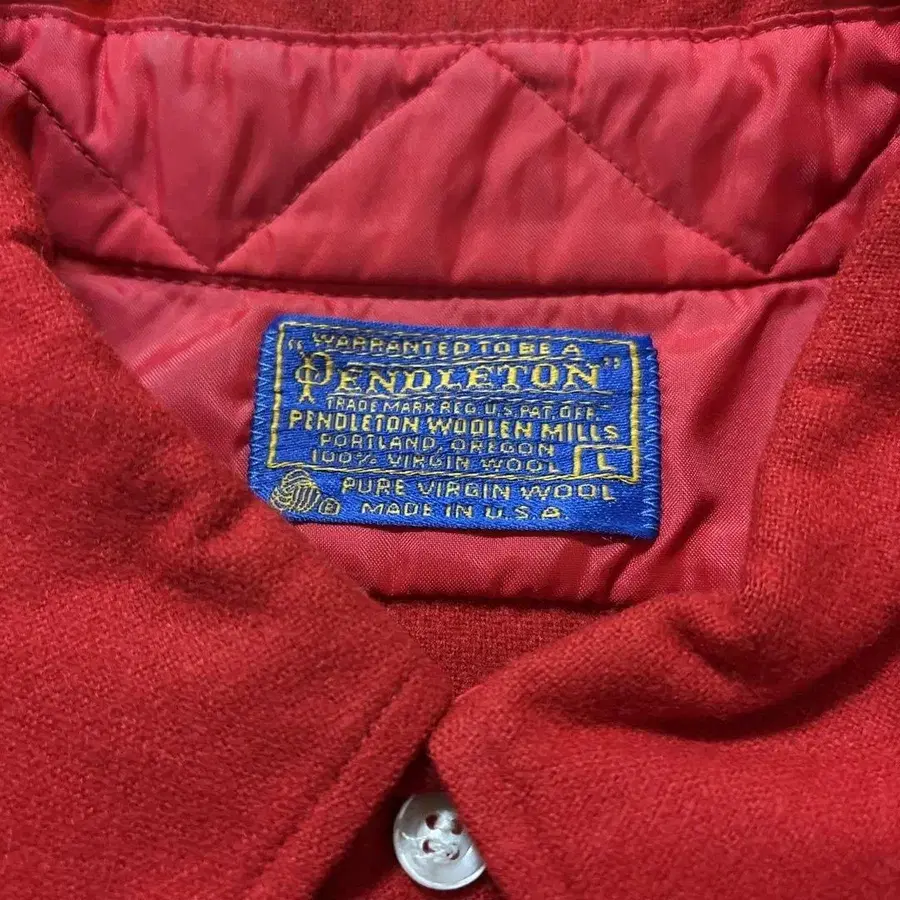 WARRANTED TO BE A
"PENDLETON"
TRADE MARK REG. U.S. PAT. OFF.
PENDLETON WOOLEN MILLS
PORTLAND, OREGON
100% VIRGIN WOOL L
PURE VIRGIN WOOL
® MADE IN U.S.A.